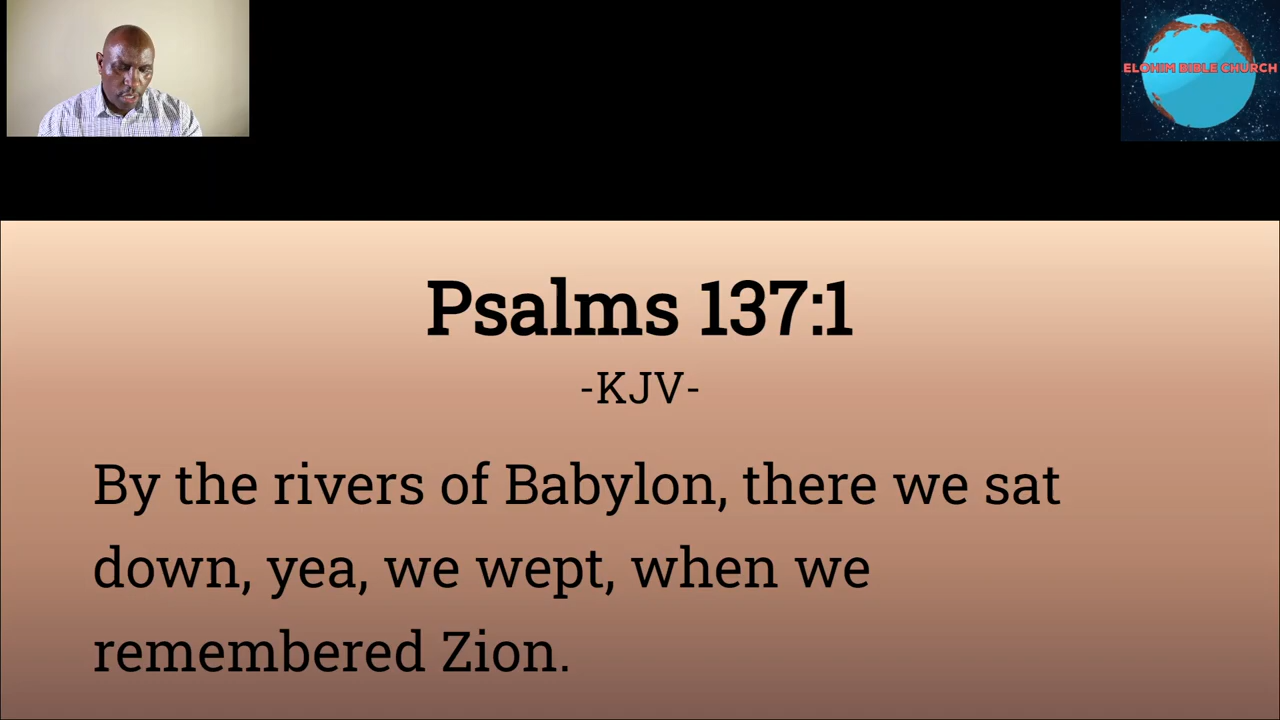 ELOHIM BIBLE CHURCH
Psalms 137:1
-KJV-
By the rivers of Babylon, there we sat
down, yea, we wept, when we
remembered Zion.